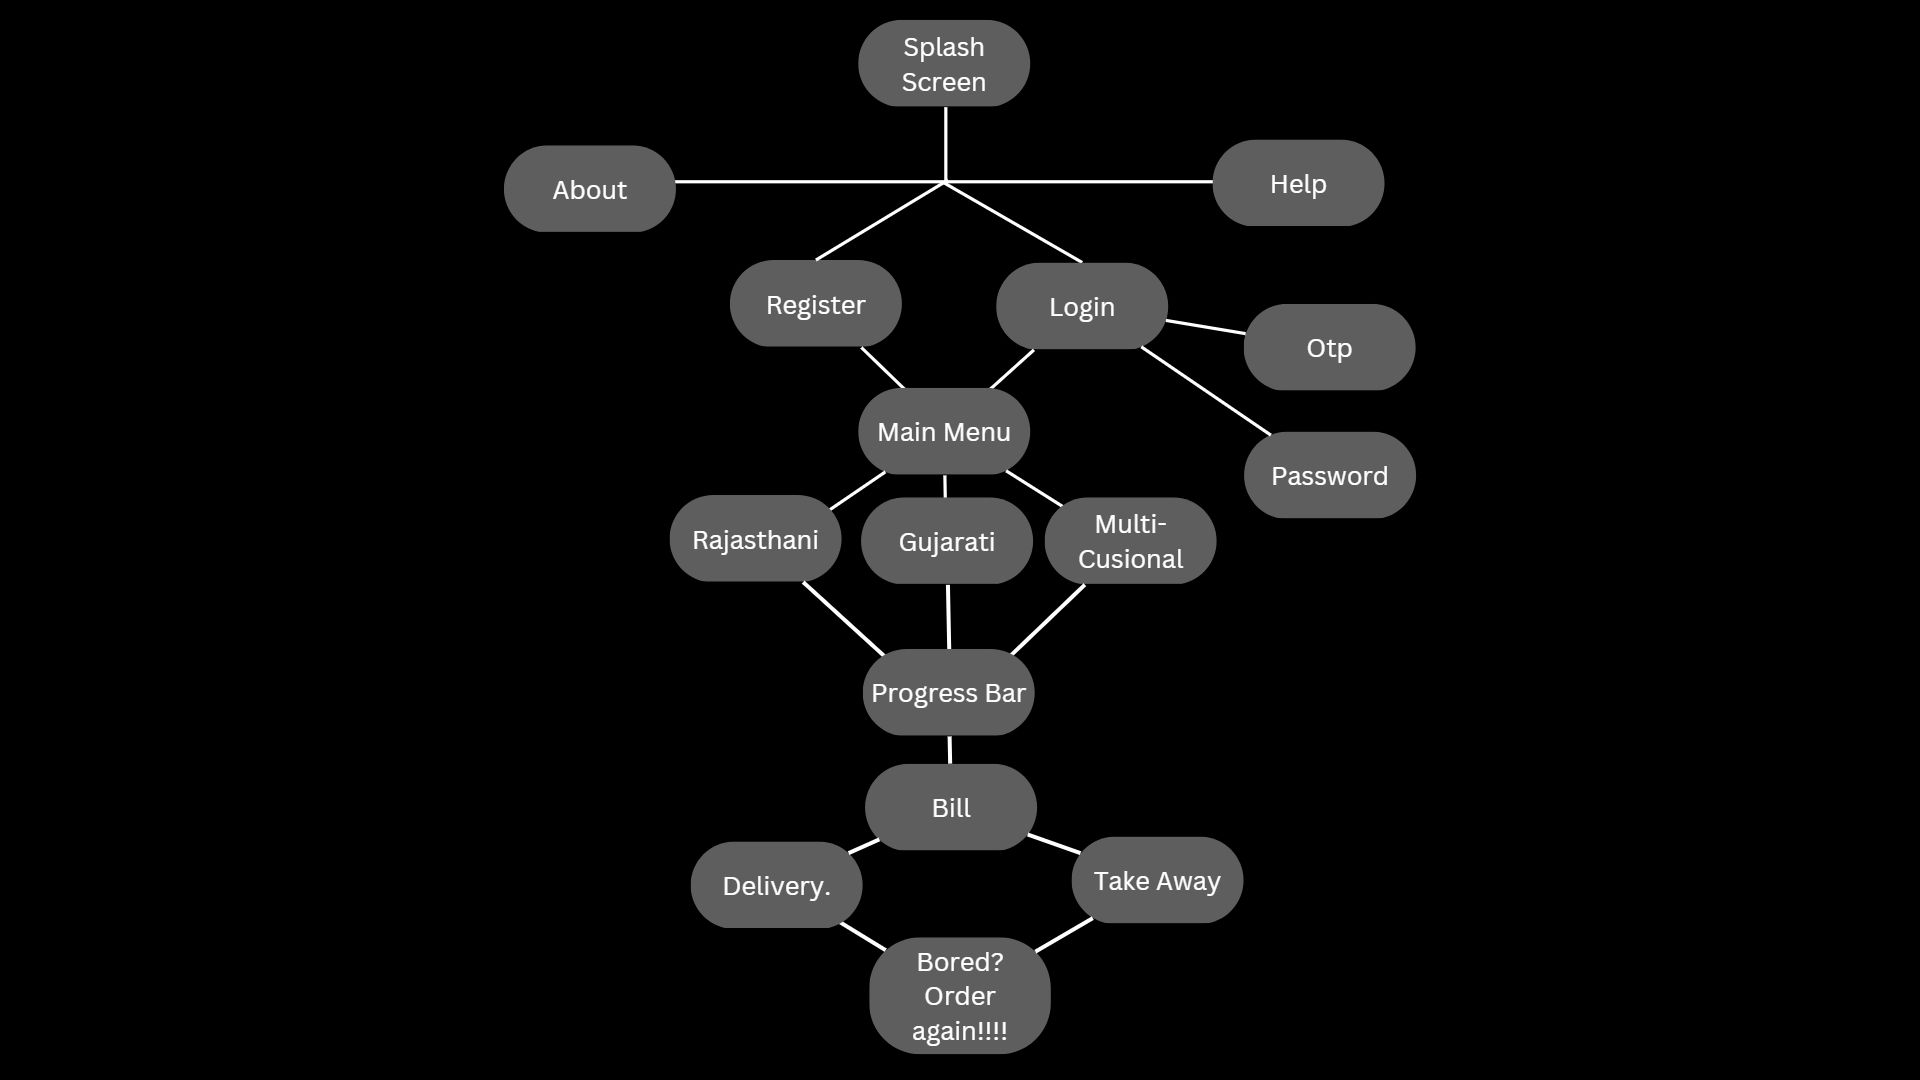 Splash
Screen
About
Help
Register
Login
Otp
Main Menu
Password
Rajasthani
Gujarati
Multi-
Cusional
Progress Bar
Bill
Delivery.
Take Away
Bored?
Order
again!!!!